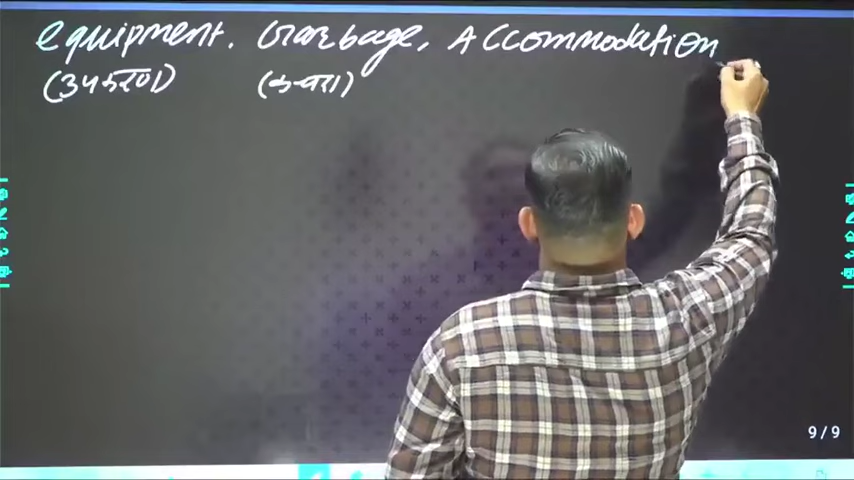 equipment. Garbage, Accommodation
(उपकरण) (कचरा)
9/9